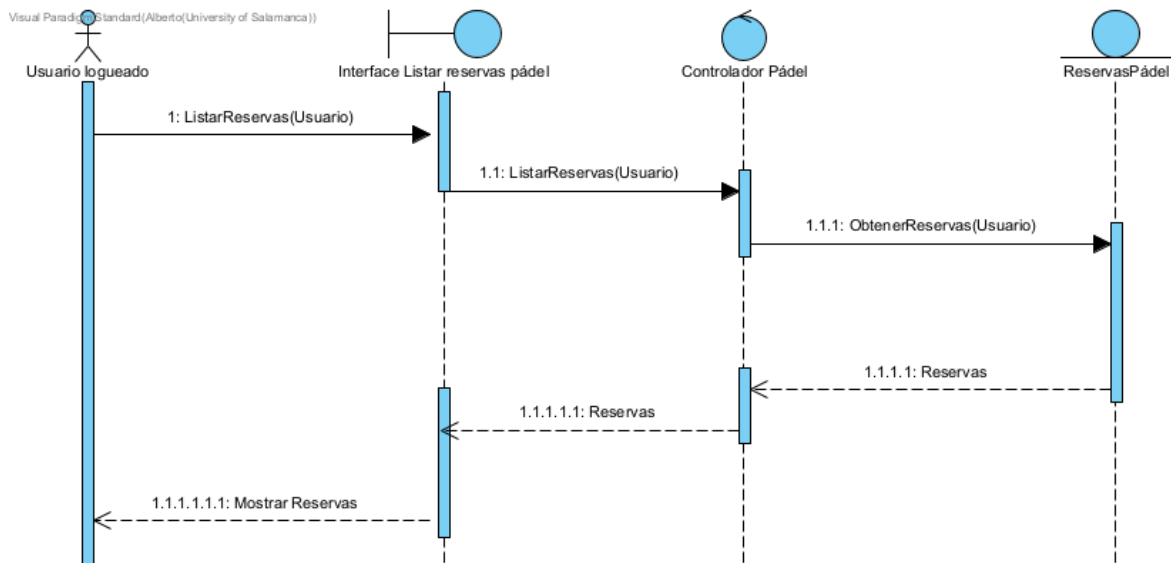 Visual Paradigm Standard(Alberto(University of Salamanca))
Usuario logueado
Interface Listar reservas pádel
Controlador Pádel
ReservasPádel
1: ListarReservas(Usuario)
1.1: ListarReservas(Usuario)
1.1.1: ObtenerReservas(Usuario)
1.1.1.1: Reservas
1.1.1.1.1: Reservas
1.1.1.1.1.1: Mostrar Reservas